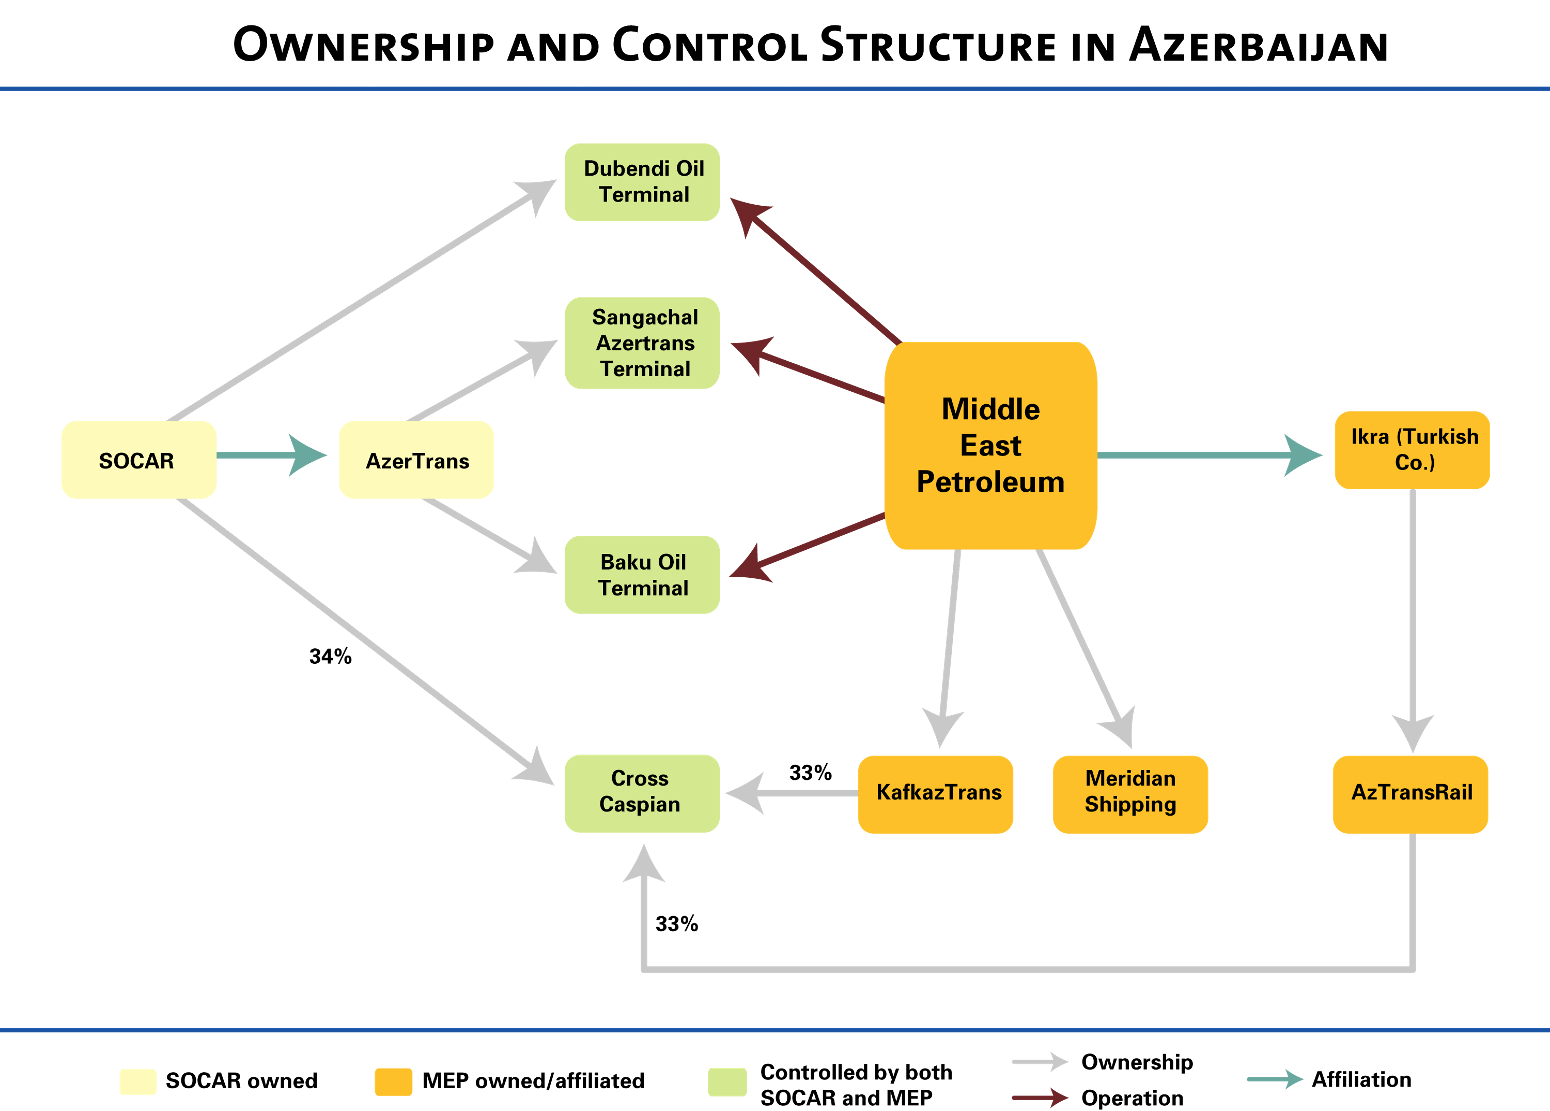 OWNERSHIP AND CONTROL STRUCTURE IN AZERBAIJAN
Dubendi Oil
Terminal
Sangachal
Azertrans
Terminal
SOCAR
AzerTrans
Middle
East
Petroleum
Ikra (Turkish
Co.)
Baku Oil
Terminal
34%
Cross
Caspian
33%
KafkazTrans
Meridian
Shipping
AzTransRail
33%
SOCAR owned
MEP owned/affiliated
Controlled by both
SOCAR and MEP
Ownership
Operation
Affiliation